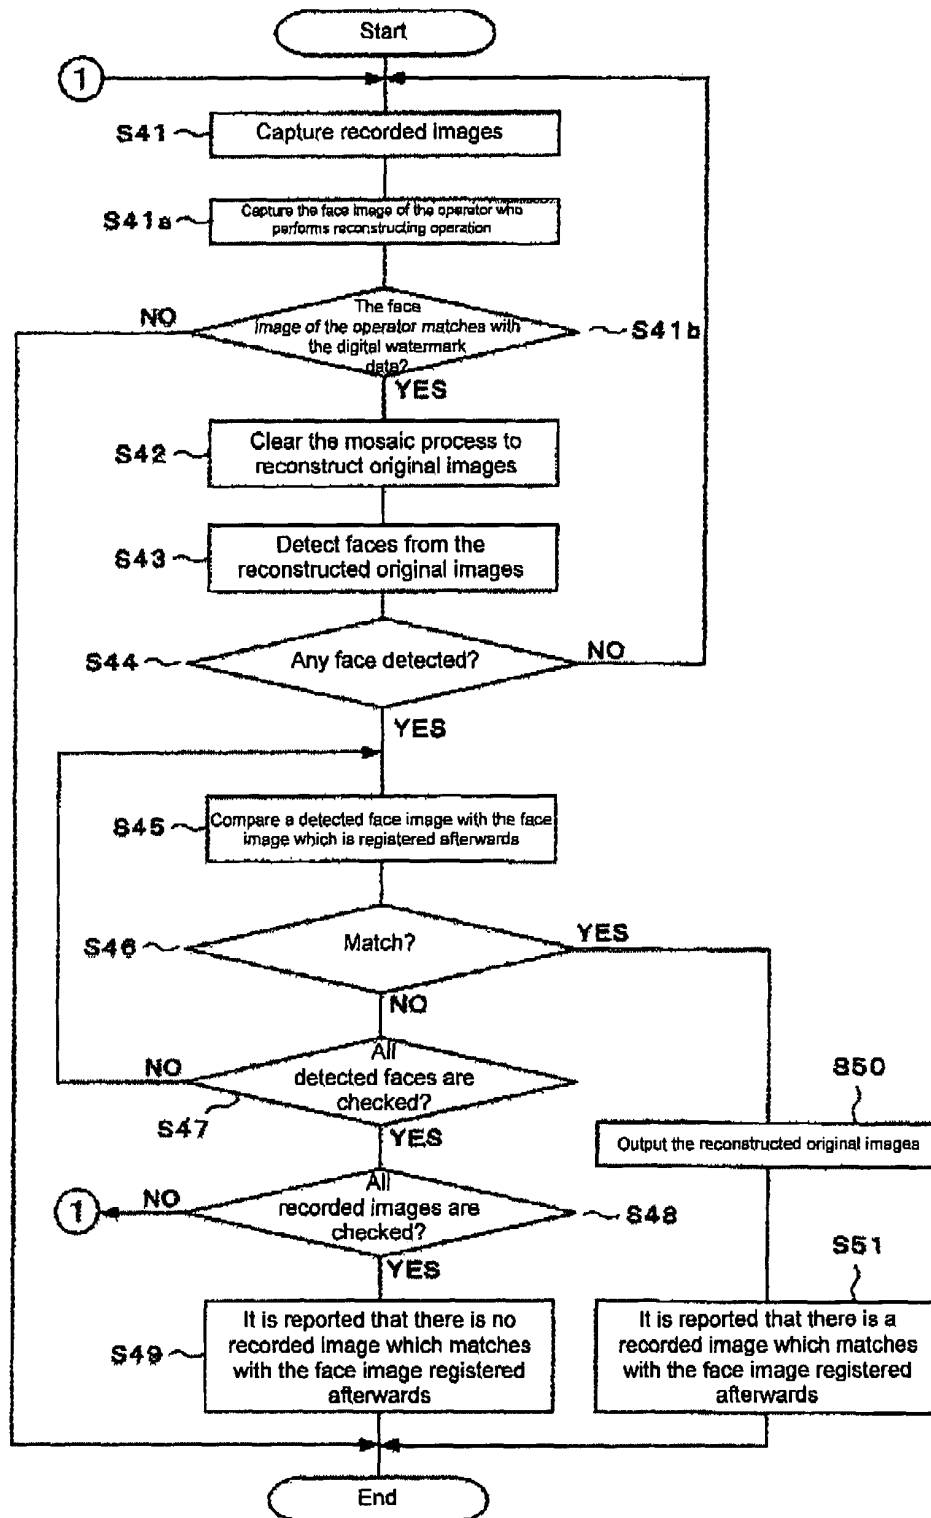 Start
1
S41
Capture recorded images
S41a
Capture the face image of the operator who
performs reconstructing operation
NO
The face
image of the operator matches with
the digital watermark
data?
S41b
YES
S42
Clear the mosaic process to
reconstruct original images
S43
Detect faces from the
reconstructed original images
S44
Any face detected?
NO
YES
S45
Compare a detected face image with the face
image which is registered afterwards
S46
Match?
YES
NO
NO
All
detected faces are
checked?
S47
YES
S50
Output the reconstructed original images
1
NO
All
recorded images are
checked?
S48
YES
S51
S49
It is reported that there is no
recorded image which matches
with the face image registered
afterwards
It is reported that there is a
recorded image which matches
with the face image registered
afterwards
End